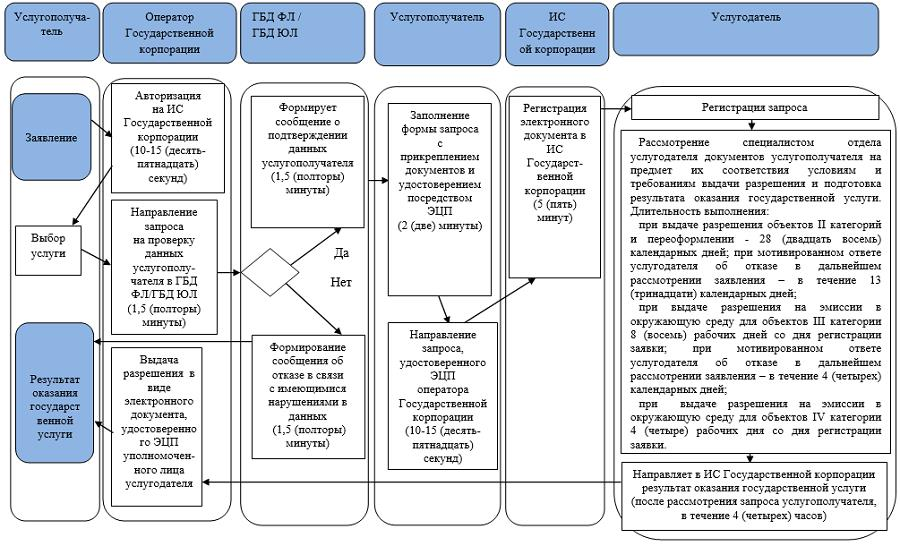 Услугополуча-
тель
Оператор
Государственной
корпорации
ГБД ФЛ /
ГБД ЮЛ
Услугополучатель
ИС
Государственн
ой корпорации
Услугодатель
Заявление
Выбор
услуги
Результат
оказания
государст
венной
услуги
Авторизация
на ИС
Государственной
корпорации
(10-15 (десять-
пятнадцать)
секунд)
Направление
запроса
на проверку
данных
услугополу-
чателя в ГБД
ФЛ/ГБД ЮЛ
(1,5 (полторы)
минуты)
Выдача
разрешения в
виде
электронного
документа,
удостоверенно
го ЭЦП
уполномочен-
ного лица
услугодателя
Формирует
сообщение о
подтверждении
данных
услугополучателя
(1,5 (полторы)
минуты)
Да
Нет
Формирование
сообщения об
отказе в связи
с имеющимися
нарушениями в
данных
(1,5 (полторы)
минуты)
Заполнение
формы запроса
с
прикреплением
документов и
удостоверением
посредством
ЭЦП
(2 (две) минуты)
Направление
запроса,
удостоверенного
ЭЦП
оператора
Государственной
корпорации
(10-15 (десять-
пятнадцать)
секунд)
Регистрация
электронного
документа в
ИС
Государст-
венной
корпорации
(5 (пять)
минут)
Регистрация запроса
Рассмотрение специалистом отдела
услугодателя документов услугополучателя на
предмет их соответствия условиям и
требованиям выдачи разрешения и подготовка
результата оказания государственной услуги.
Длительность выполнения:
при выдаче разрешения объектов II категорий
и переоформлении - 28 (двадцать восемь)
календарных дней; при мотивированном ответе
услугодателя об отказе в дальнейшем
рассмотрении заявления – в течение 13
(тринадцати) календарных дней;
при выдаче разрешения на эмиссии в
окружающую среду для объектов III категории
8 (восемь) рабочих дней со дня регистрации
заявки; при мотивированном ответе
услугодателя об отказе в дальнейшем
рассмотрении заявления – в течение 4 (четырех)
календарных дней;
при выдаче разрешения на эмиссии в
окружающую среду для объектов IV категории
4 (четыре) рабочих дня со дня регистрации
заявки.
Направляет в ИС Государственной корпорации
результат оказания государственной услуги
(после рассмотрения запроса услугополучателя,
в течение 4 (четырех) часов)